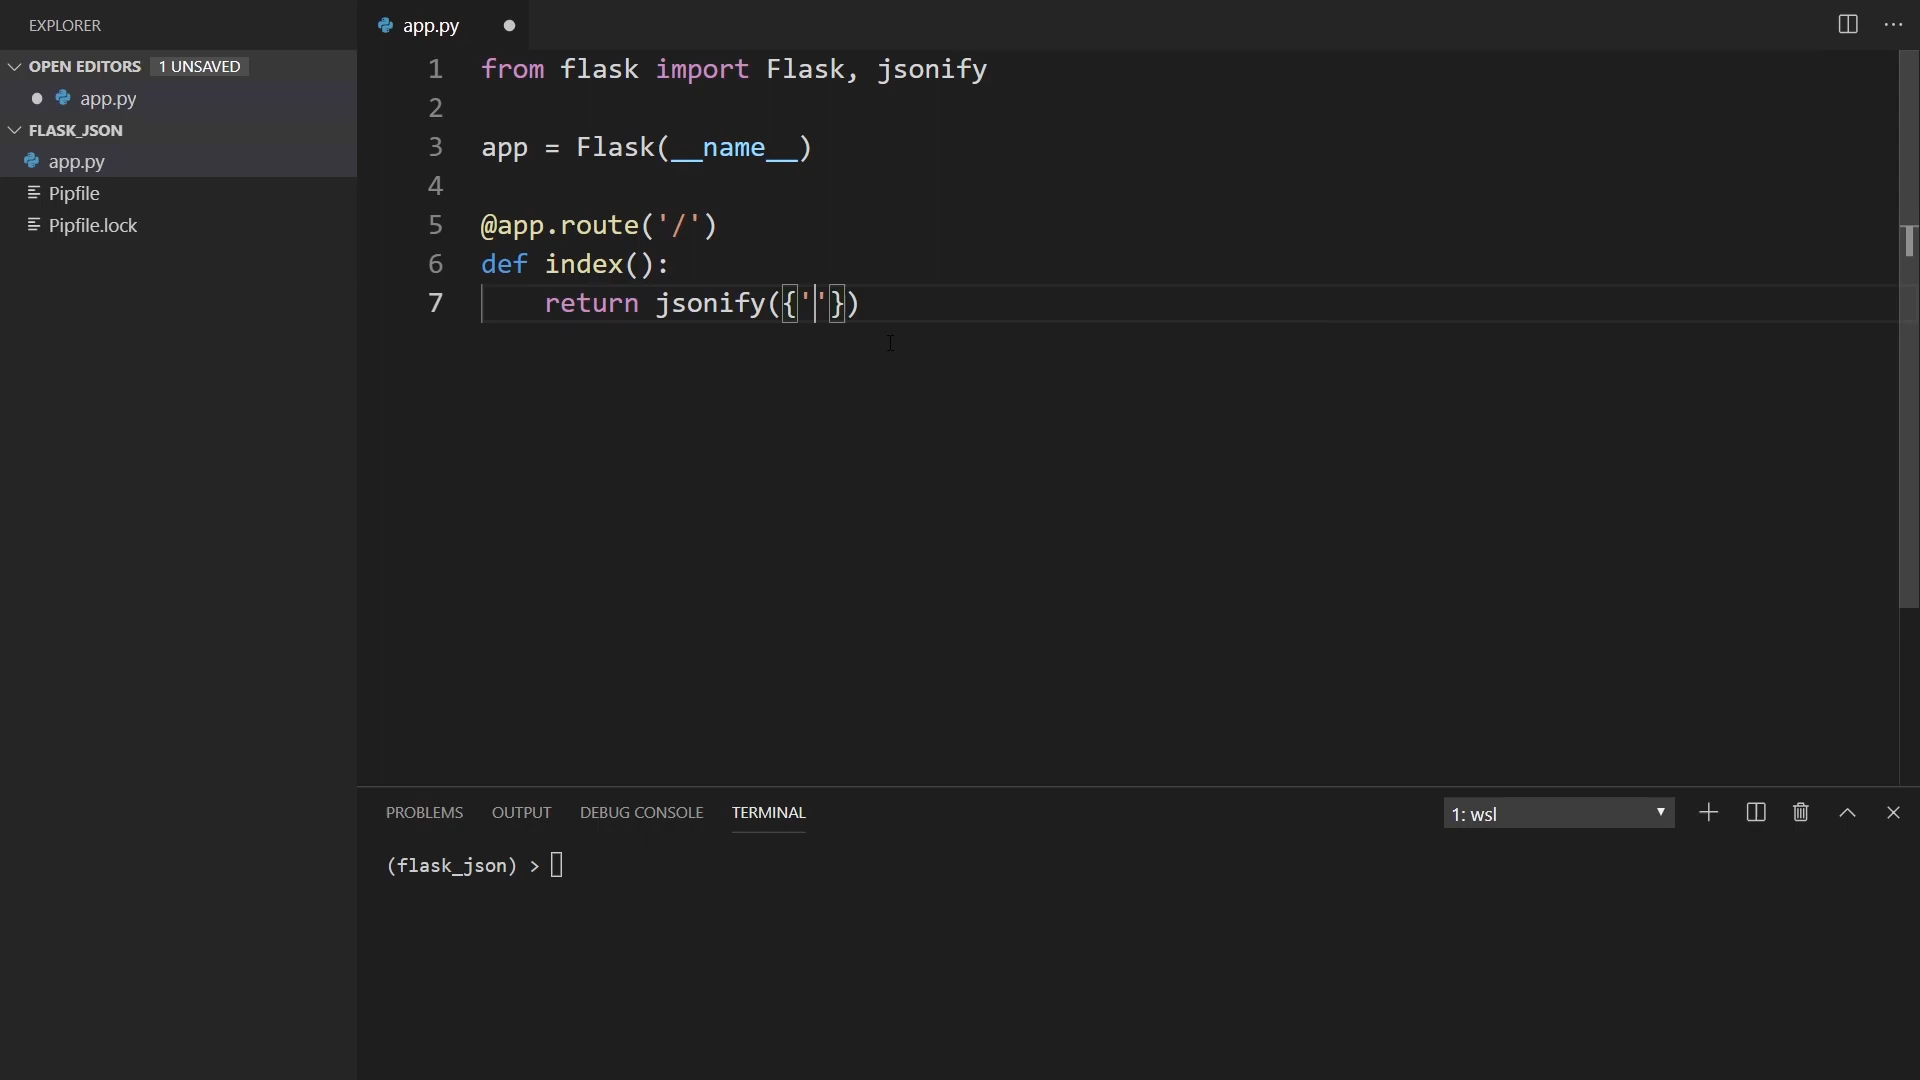 EXPLORER
OPEN EDITORS 1 UNSAVED
app.py
FLASK_JSON
app.py
Pipfile
Pipfile.lock
app.py
1 from flask import Flask, jsonify
2
3 app = Flask(__name__)
4
5 @app.route('/')
6 def index():
7     return jsonify({''})
PROBLEMS OUTPUT DEBUG CONSOLE TERMINAL 1: wsl
(flask_json) >